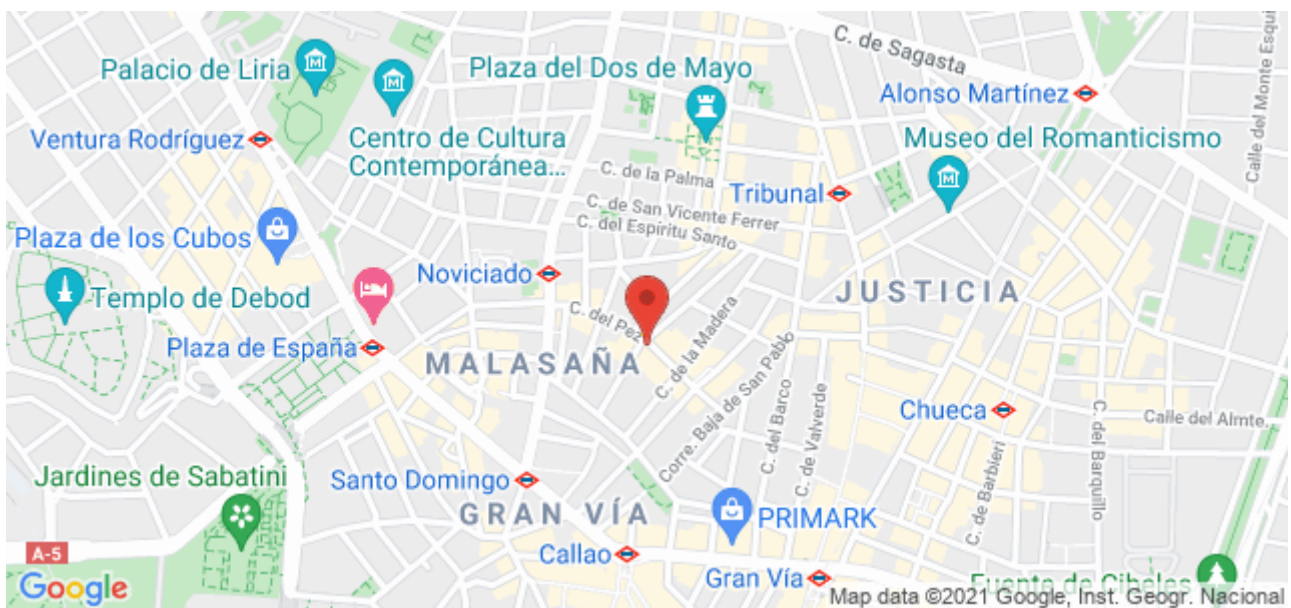 C. de Sagasta
Calle del Monte Esqui
Palacio de Liria
Plaza del Dos de Mayo
Alonso Martínez
Ventura Rodríguez
Centro de Cultura
Contemporánea...
Museo del Romanticismo
C. de la Palma
Tribunal
C. de San Vicente Ferrer
C. del Espíritu Santo
Plaza de los Cubos
Noviciado
Templo de Debod
JUSTICIA
C. del Pez
C. de la Madera
Plaza de España
MALASAÑA
Corre. Baja de San Pablo
C. del Barco
C. de Valverde
Chueca
Calle del Almte.
C. del Barquillo
C. de Barbieri
Jardines de Sabatini
Santo Domingo
GRAN VÍA
PRIMARK
A-5
Callao
Gran Vía
Fuente de Cibeles
Google
Map data ©2021 Google, Inst. Geogr. Nacional